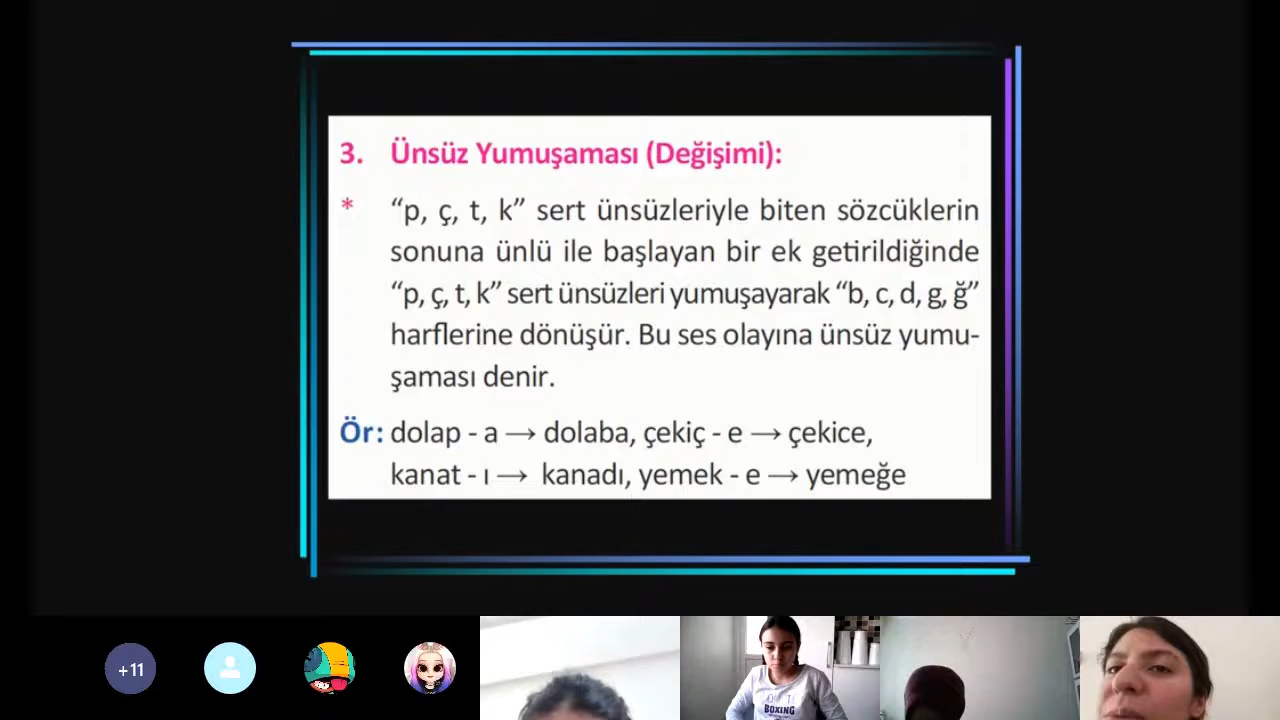 3. Ünsüz Yumuşaması (Değişimi):
* “p, ç, t, k” sert ünsüzleriyle biten sözcüklerin
sonuna ünlü ile başlayan bir ek getirildiğinde
“p, ç, t, k” sert ünsüzleri yumuşayarak “b, c, d, g, ğ”
harflerine dönüşür. Bu ses olayına ünsüz yumu-
şaması denir.
Ör: dolap - a → dolaba, çekiç - e → çekice,
kanat - ı → kanadı, yemek - e → yemeğe
+11
BOXING